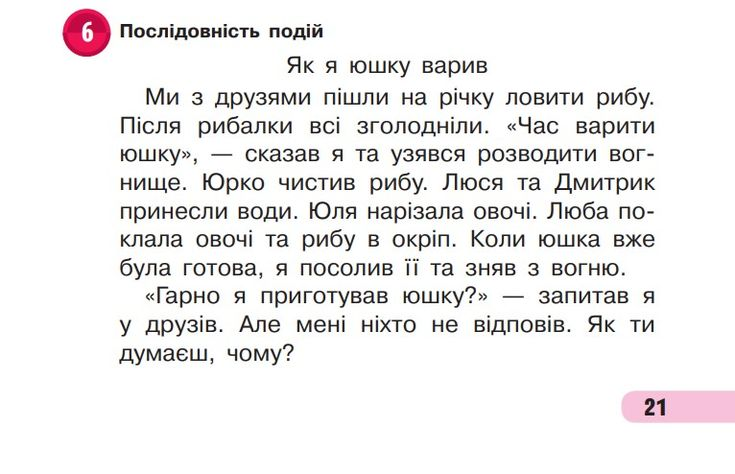 6 Послідовність подій
Як я юшку варив
Ми з друзями пішли на річку ловити рибу.
Після рибалки всі зголодніли. «Час варити
юшку», — сказав я та узявся розводити вог-
нище. Юрко чистив рибу. Люся та Дмитрик
принесли води. Юля нарізала овочі. Люба по-
клала овочі та рибу в окріп. Коли юшка вже
була готова, я посолив її та зняв з вогню.
«Гарно я приготував юшку?» — запитав я
у друзів. Але мені ніхто не відповів. Як ти
думаєш, чому?
21